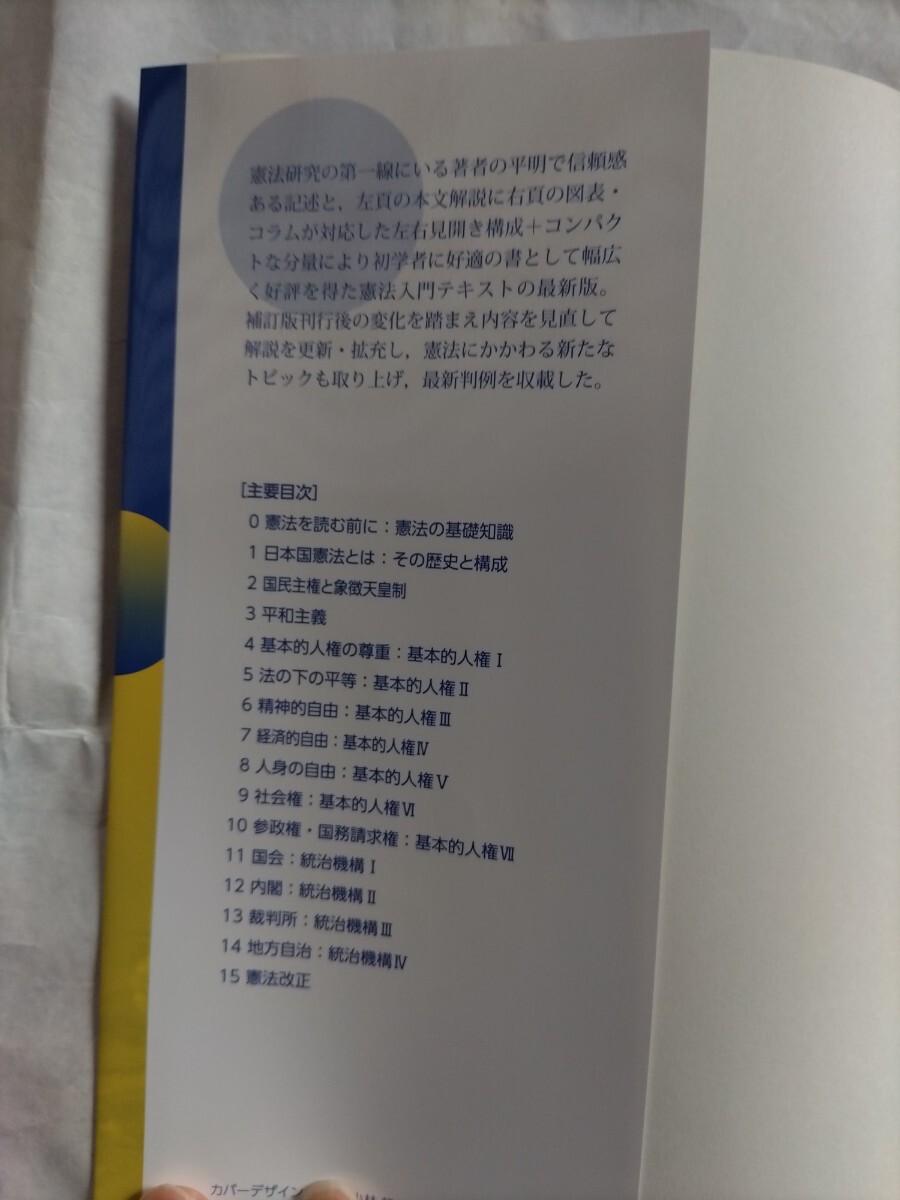 憲法研究の第一線にいる著者の平明で信頼感
ある記述と，左頁の本文解説に右頁の図表・
コラムが対応した左右見開き構成＋コンパク
トな分量により初学者に好適の書として幅広
く好評を得た憲法入門テキストの最新版。
補訂版刊行後の変化を踏まえ内容を見直して
解説を更新・拡充し，憲法にかかわる新たな
トピックも取り上げ，最新判例を収載した。
［主要目次］
0 憲法を読む前に：憲法の基礎知識
1 日本国憲法とは：その歴史と構成
2 国民主権と象徴天皇制
3 平和主義
4 基本的人権の尊重：基本的人権Ⅰ
5 法の下の平等：基本的人権Ⅱ
6 精神的自由：基本的人権Ⅲ
7 経済的自由：基本的人権Ⅳ
8 人身の自由：基本的人権Ⅴ
9 社会権：基本的人権Ⅵ
10 参政権・国務請求権：基本的人権Ⅶ
11 国会：統治機構Ⅰ
12 内閣：統治機構Ⅱ
13 裁判所：統治機構Ⅲ
14 地方自治：統治機構Ⅳ
15 憲法改正
カバーデザイン